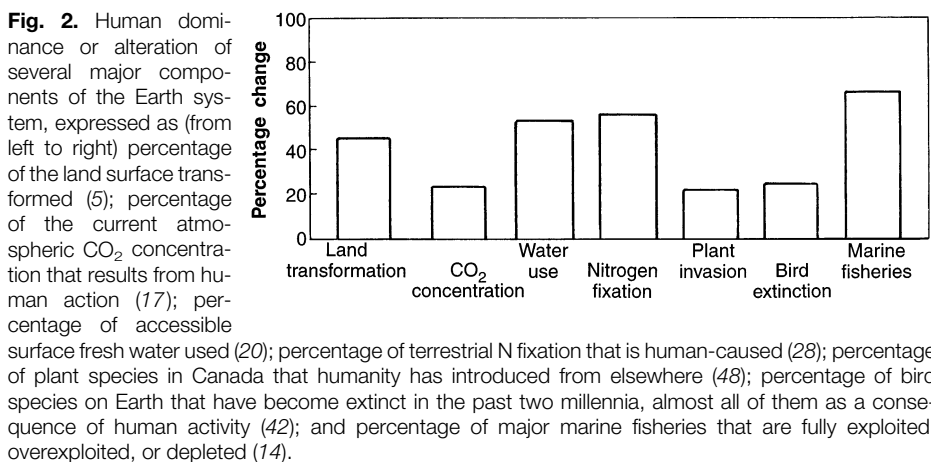 Fig. 2. Human domi-
nance or alteration of
several major compo-
nents of the Earth sys-
tem, expressed as (from
left to right) percentage
of the land surface trans-
formed (5); percentage
of the current atmo-
spheric CO₂ concentra-
tion that results from hu-
man action (17); per-
centage of accessible
surface fresh water used (20); percentage of terrestrial N fixation that is human-caused (28); percentage
of plant species in Canada that humanity has introduced from elsewhere (48); percentage of bird
species on Earth that have become extinct in the past two millennia, almost all of them as a conse-
quence of human activity (42); and percentage of major marine fisheries that are fully exploited,
overexploited, or depleted (14).
Percentage change
100
80
60
40
20
0
Land
transformation
CO₂
concentration
Water
use
Nitrogen
fixation
Plant
invasion
Bird
extinction
Marine
fisheries